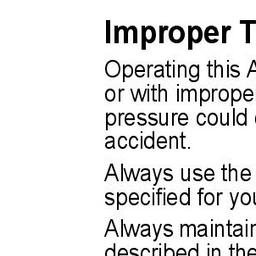 Improper T
Operating this A
or with imprope
pressure could
accident.
Always use the
specified for you
Always maintain
described in the